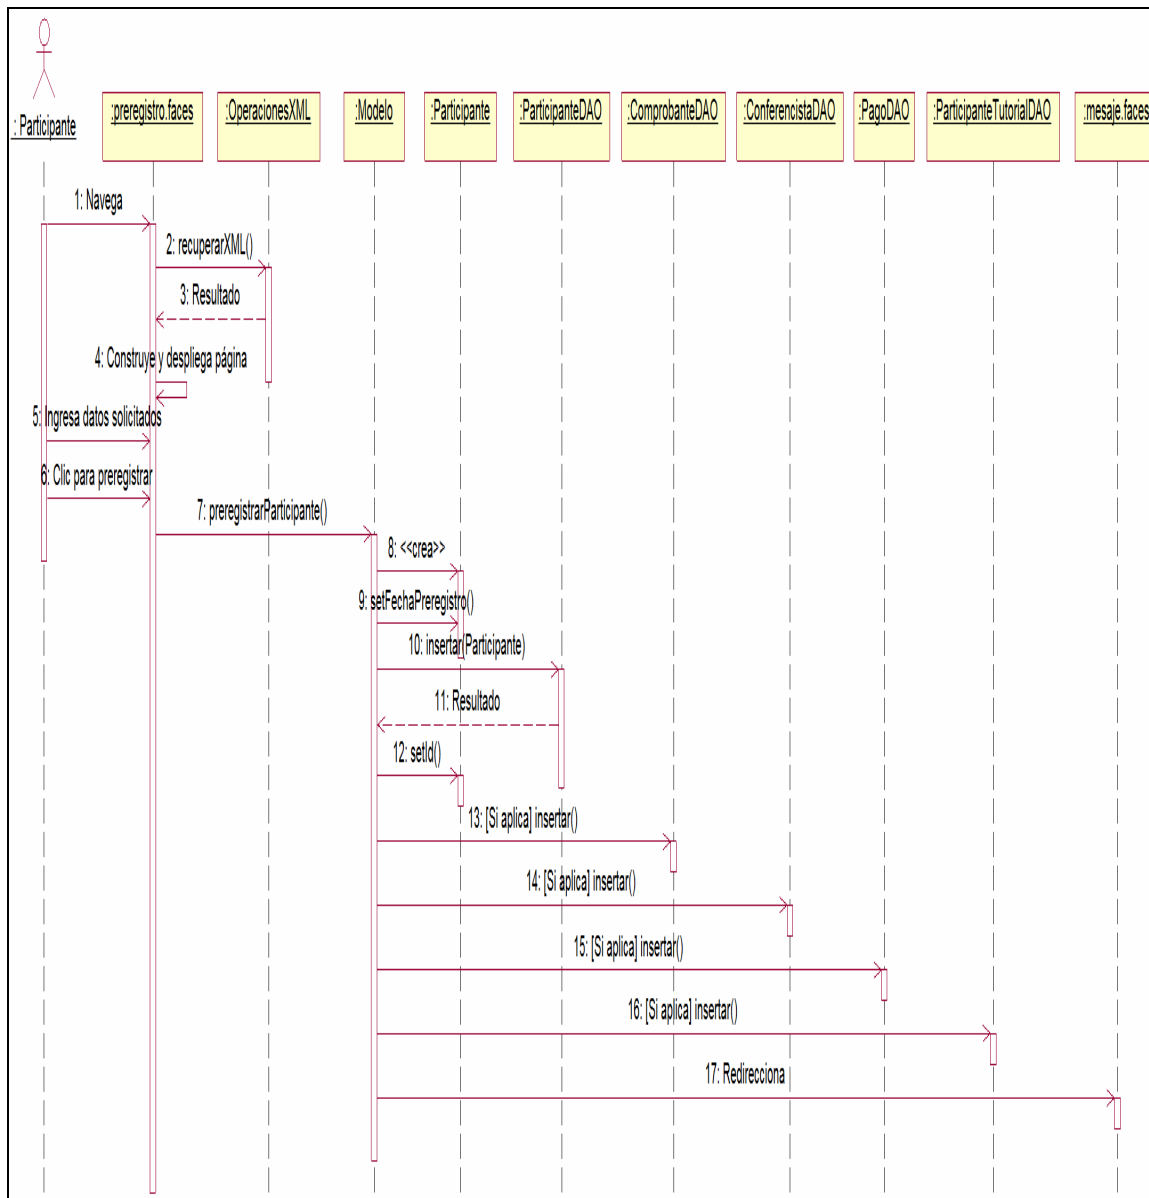 : Participante
:preregistro.faces
:OperacionesXML
:Modelo
:Participante
:ParticipanteDAO
:ComprobanteDAO
:ConferencistaDAO
:PagoDAO
:ParticipanteTutorialDAO
:mesaje.faces
1: Navega
2: recuperarXML()
3: Resultado
4: Construye y despliega página
5: Ingresa datos solicitados
6: Clic para preregistrar
7: preregistrarParticipante()
8: <<crea>>
9: setFechaPreregistro()
10: insertar(Participante)
11: Resultado
12: setId()
13: [Si aplica] insertar()
14: [Si aplica] insertar()
15: [Si aplica] insertar()
16: [Si aplica] insertar()
17: Redirecciona